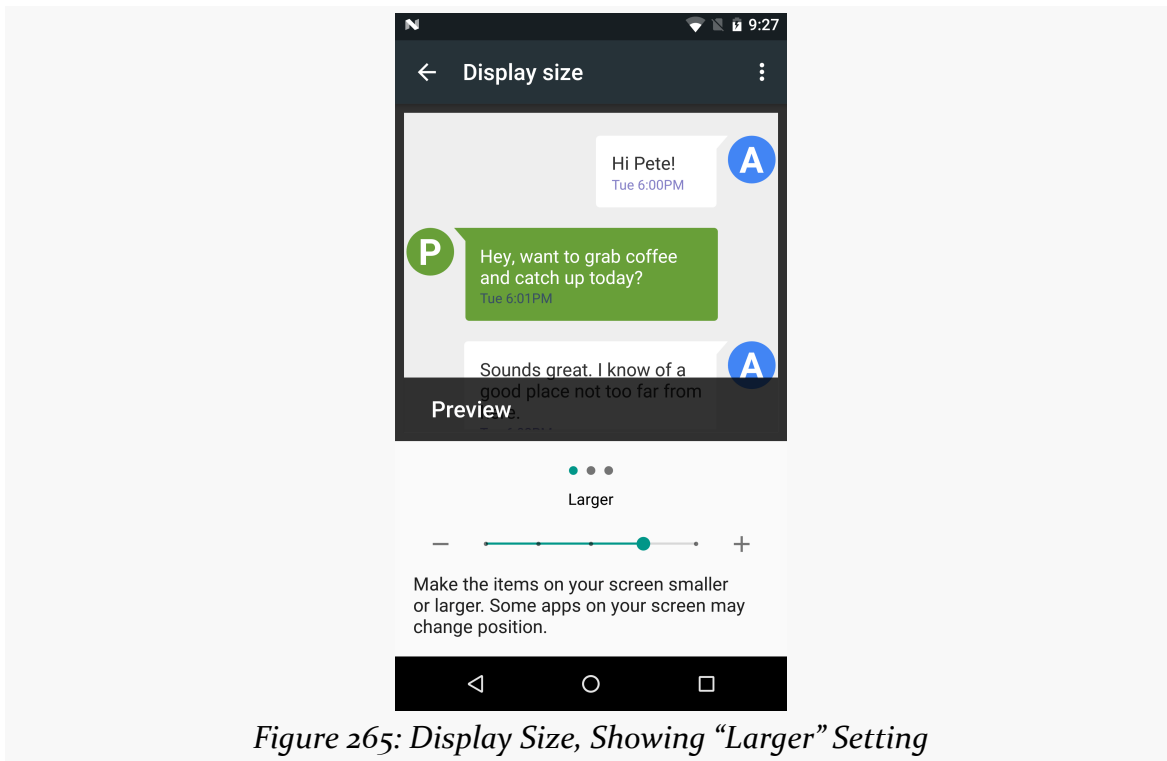 9:27
Display size
Hi Pete!
A
Tue 6:00PM
P
Hey, want to grab coffee
and catch up today?
Tue 6:01PM
A
Sounds great. I know of a
good place not too far from
Preview
Larger
Make the items on your screen smaller
or larger. Some apps on your screen may
change position.
Figure 265: Display Size, Showing “Larger” Setting